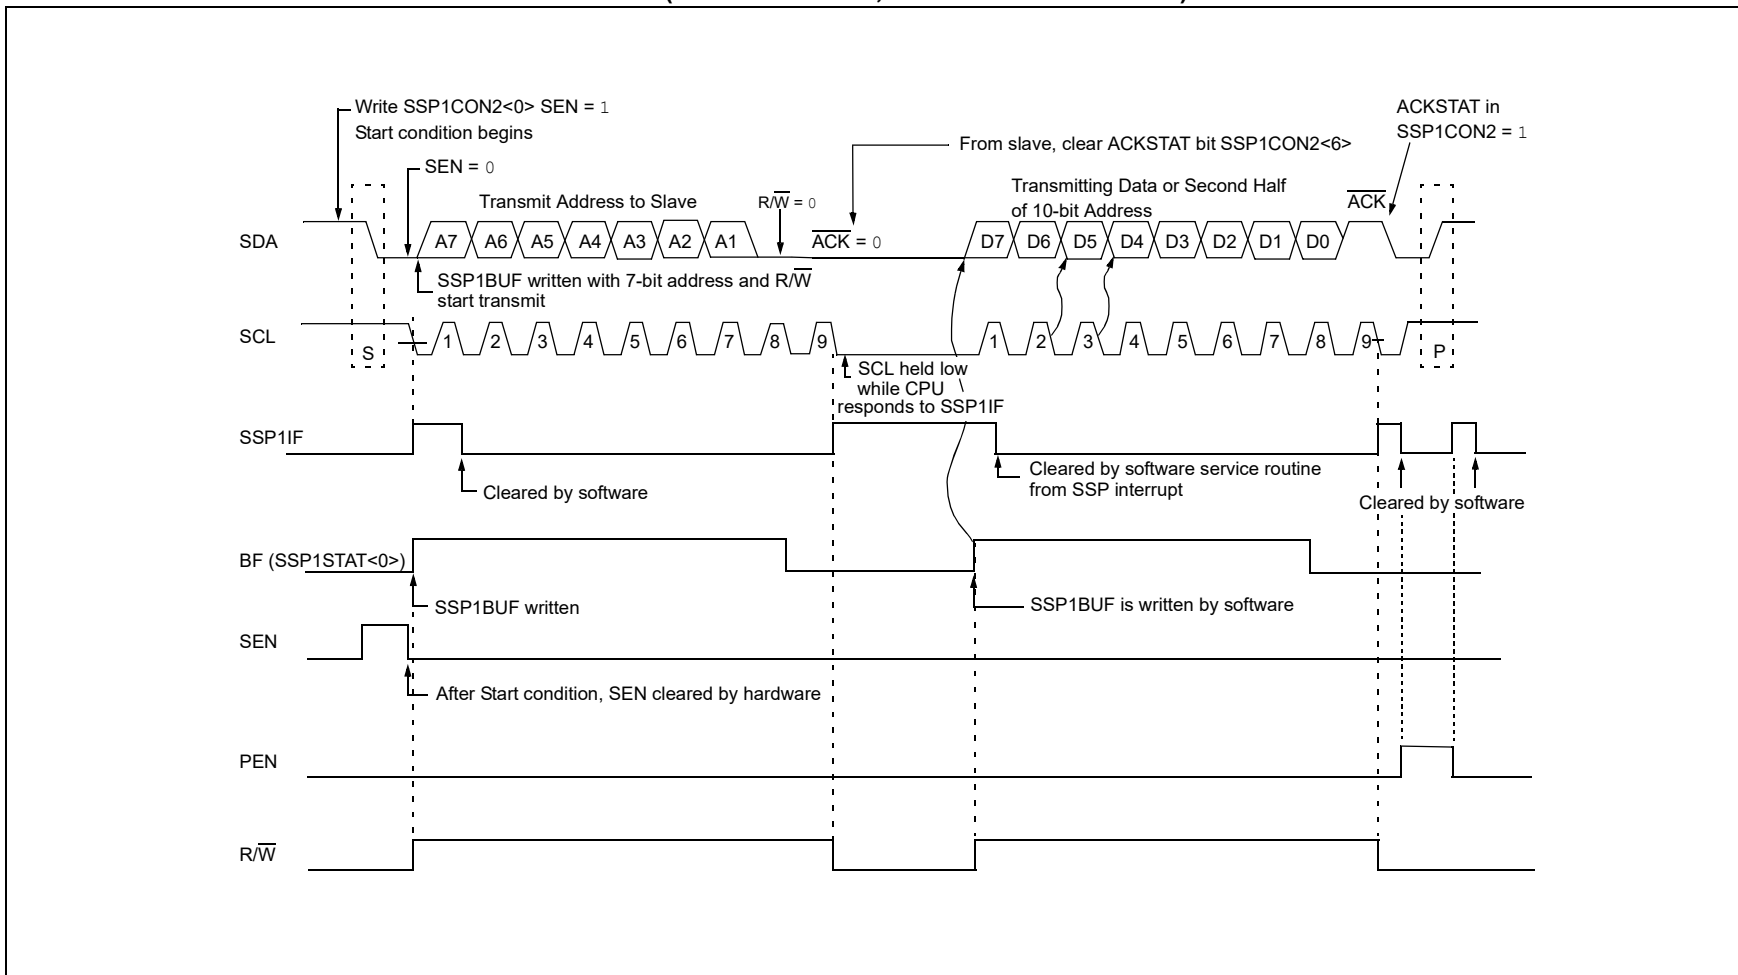 Write SSP1CON2<0> SEN = 1
Start condition begins
ACKSTAT in
SSP1CON2 = 1
From slave, clear ACKSTAT bit SSP1CON2<6>
SEN = 0
Transmit Address to Slave
R/W = 0
Transmitting Data or Second Half
of 10-bit Address
ACK
SDA
A7 A6 A5 A4 A3 A2 A1
ACK = 0
D7 D6 D5 D4 D3 D2 D1 D0
SSP1BUF written with 7-bit address and R/W
start transmit
SCL
S
1 2 3 4 5 6 7 8 9
1 2 3 4 5 6 7 8 9
P
SCL held low
while CPU
responds to SSP1IF
SSP1IF
Cleared by software
Cleared by software service routine
from SSP interrupt
Cleared by software
BF (SSP1STAT<0>)
SSP1BUF written
SSP1BUF is written by software
SEN
After Start condition, SEN cleared by hardware
PEN
R/W